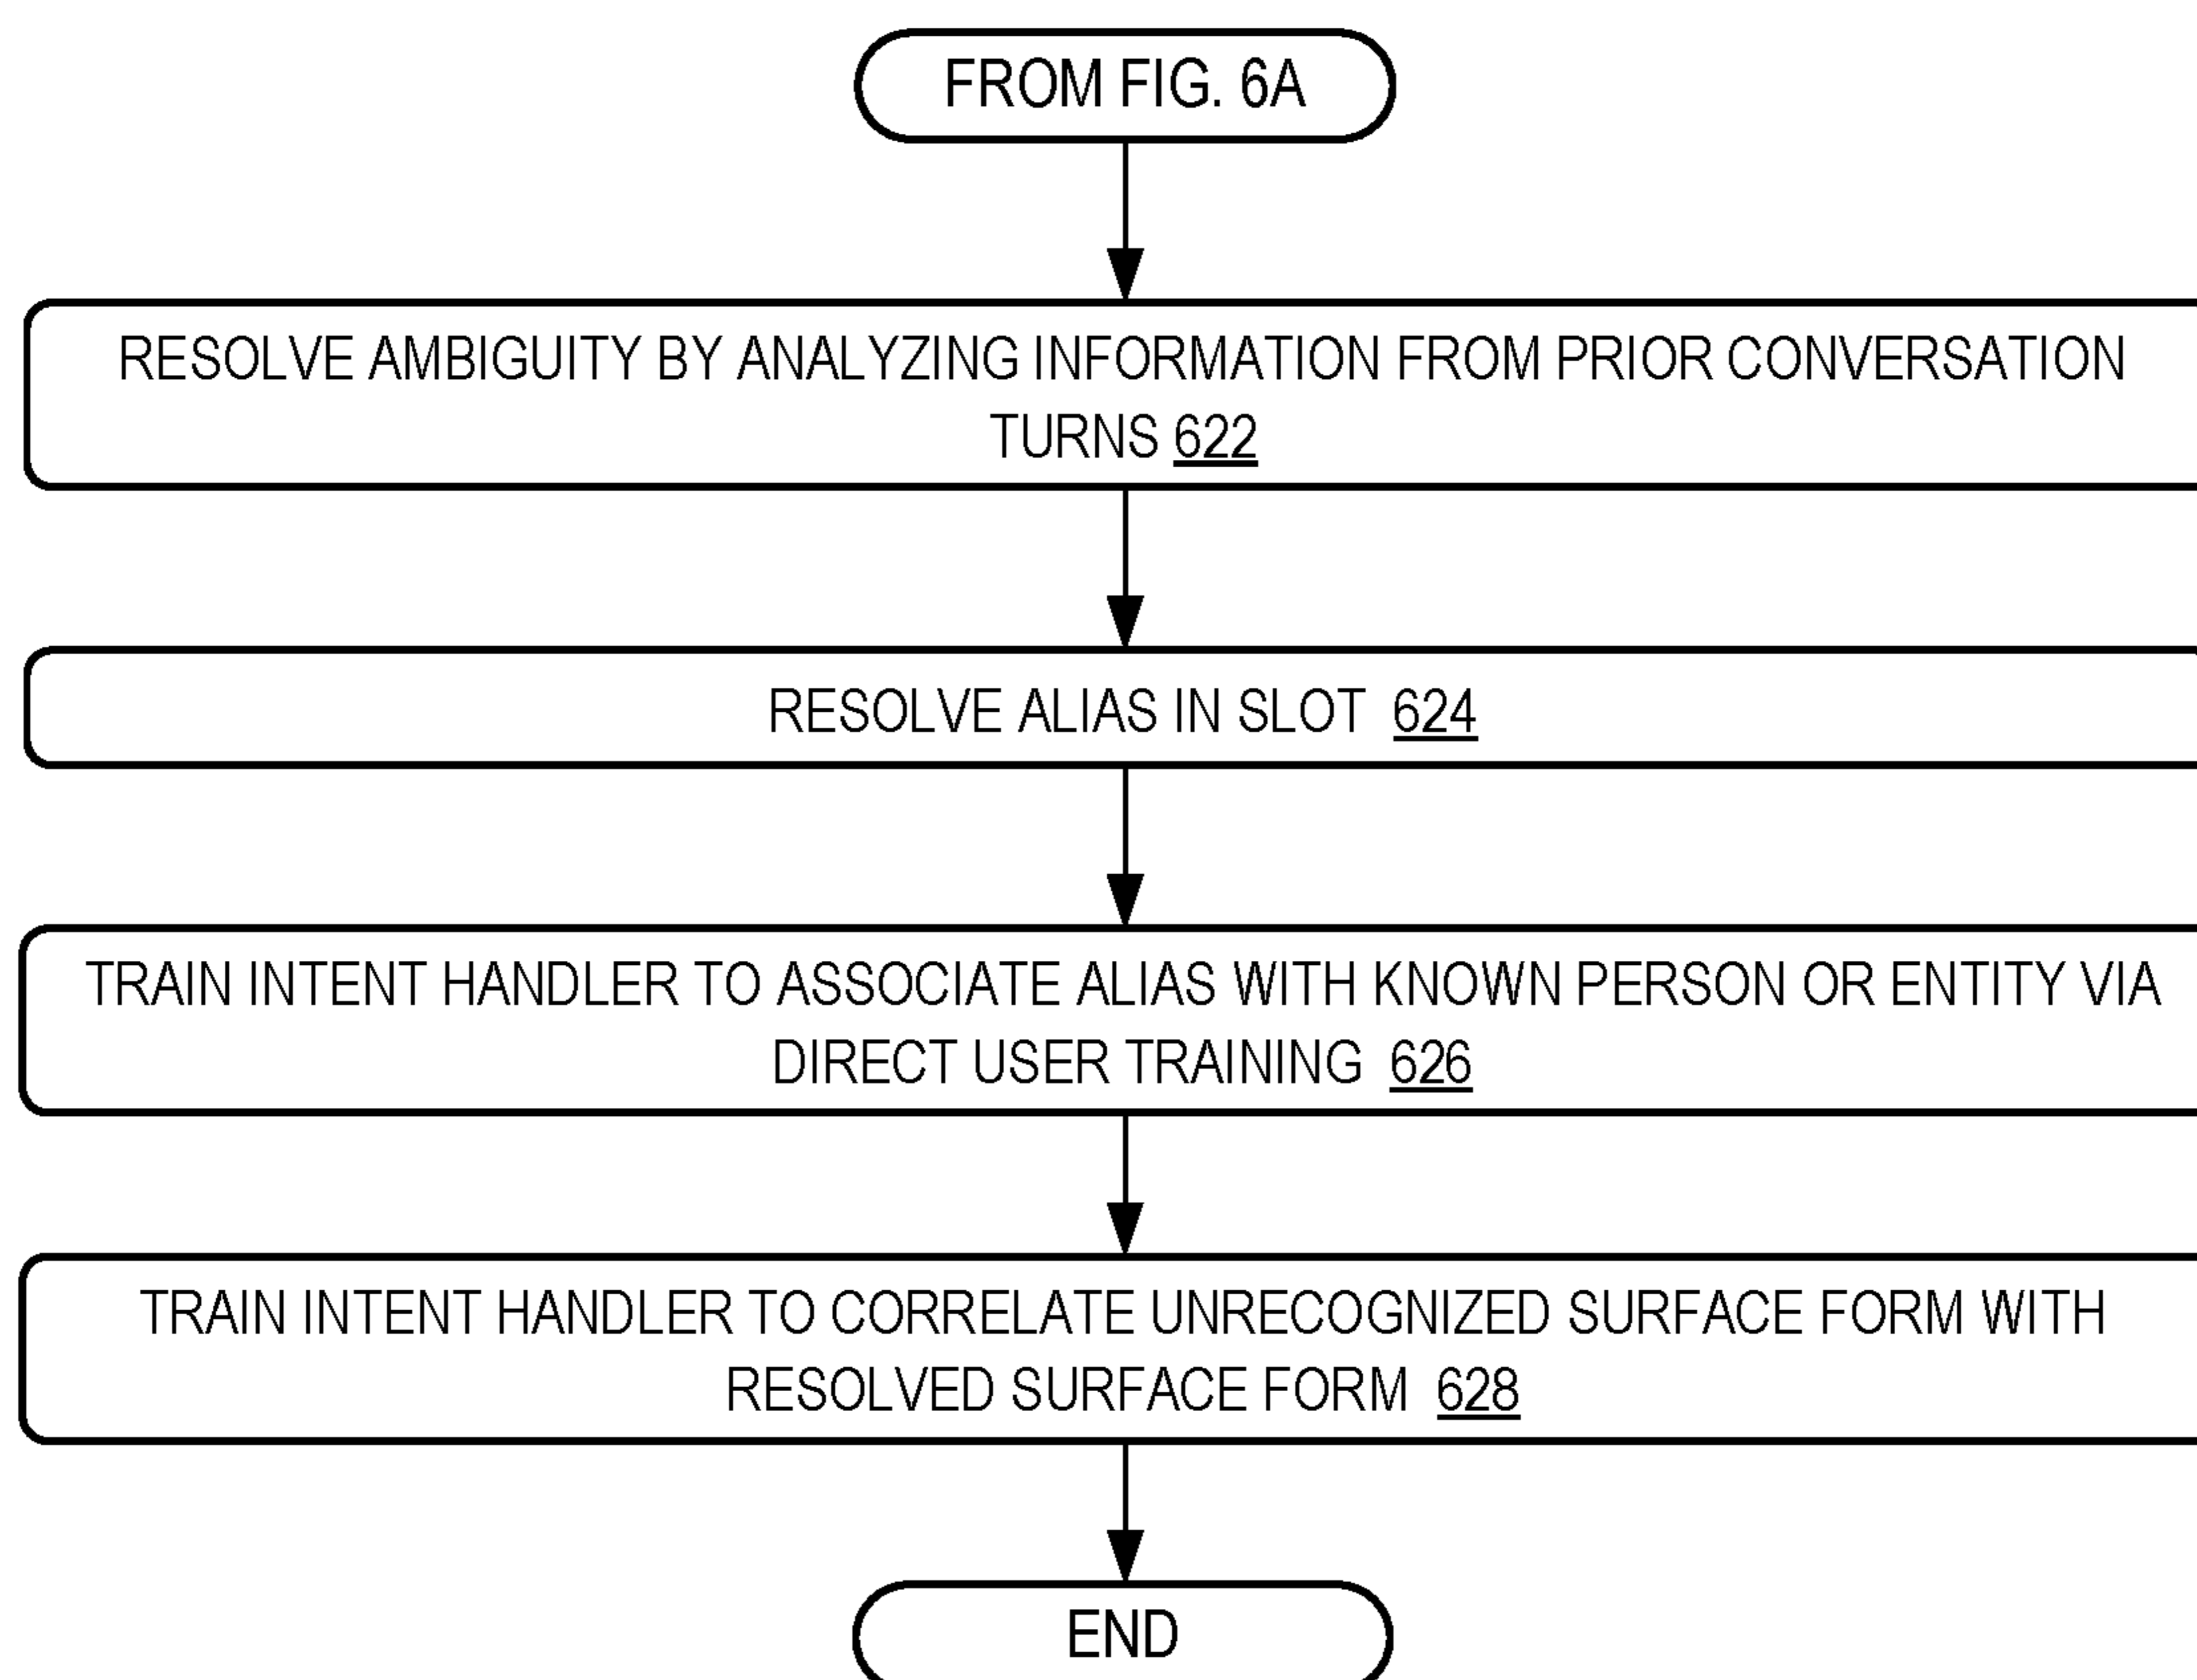 FROM FIG. 6A
RESOLVE AMBIGUITY BY ANALYZING INFORMATION FROM PRIOR CONVERSATION
TURNS 622
RESOLVE ALIAS IN SLOT 624
TRAIN INTENT HANDLER TO ASSOCIATE ALIAS WITH KNOWN PERSON OR ENTITY VIA
DIRECT USER TRAINING 626
TRAIN INTENT HANDLER TO CORRELATE UNRECOGNIZED SURFACE FORM WITH
RESOLVED SURFACE FORM 628
END